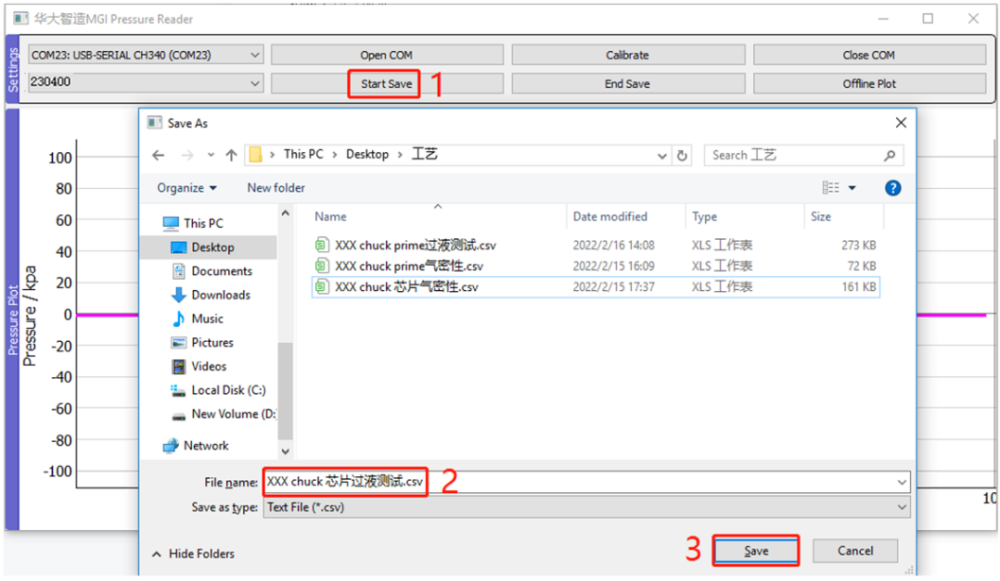 华大智造MGI Pressure Reader
Settings
COM23: USB-SERIAL CH340 (COM23)
Open COM
Calibrate
Close COM
230400
Start Save
1
End Save
Offline Plot
Save As
This PC > Desktop > 工艺
Search 工艺
Organize
New folder
?
This PC
Desktop
Documents
Downloads
Music
Pictures
Videos
Local Disk (C:)
New Volume (D:
Network
Name Date modified Type Size
XXX chuck prime过液测试.csv 2022/2/16 14:08 XLS 工作表 273 KB
XXX chuck prime气密性.csv 2022/2/15 16:09 XLS 工作表 72 KB
XXX chuck 芯片气密性.csv 2022/2/15 17:37 XLS 工作表 161 KB
File name: XXX chuck 芯片过液测试.csv
2
Save as type: Text File (*.csv)
Hide Folders
3
Save
Cancel
Pressure Plot
Pressure / kpa
100
80
60
40
20
0
-20
-40
-60
-80
-100
10